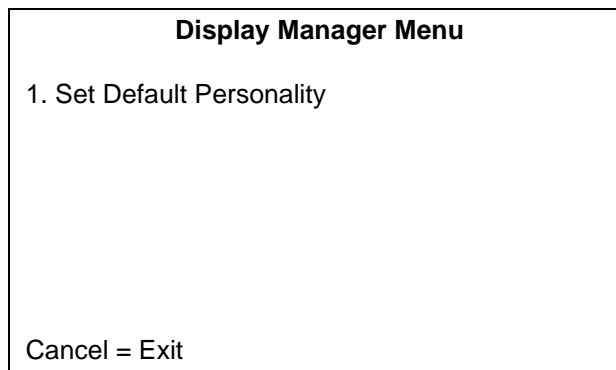 Display Manager Menu
1. Set Default Personality
Cancel = Exit